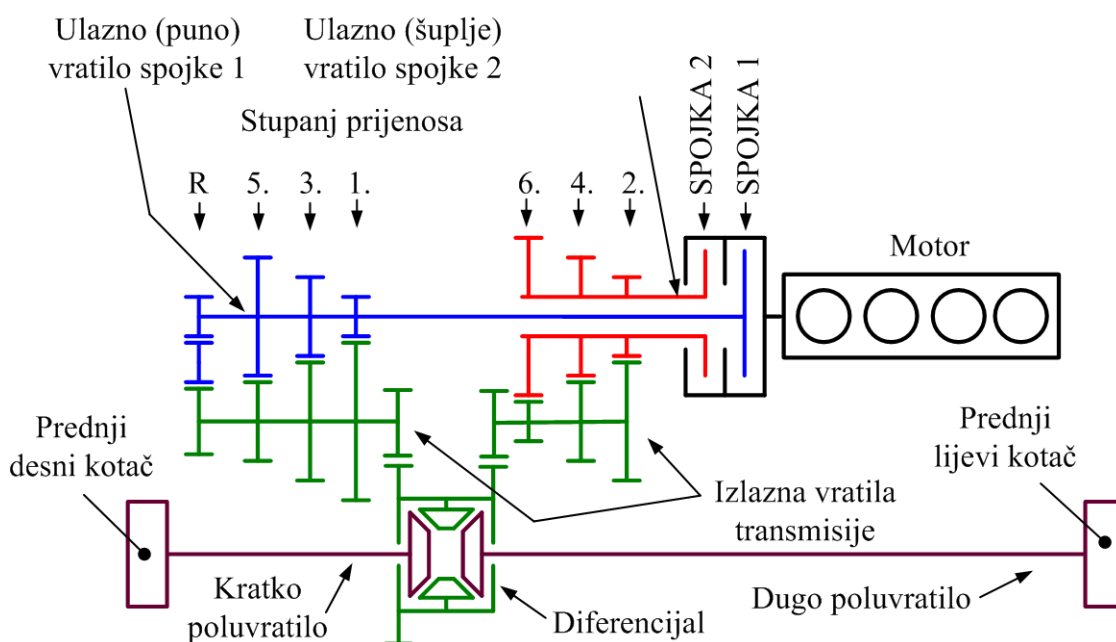 Ulazno (puno)
vratilo spojke 1
Ulazno (šuplje)
vratilo spojke 2
Stupanj prijenosa
SPOJKA 2
SPOJKA 1
R 5. 3. 1. 6. 4. 2.
Motor
Prednji
desni kotač
Prednji
lijevi kotač
Izlazna vratila
transmisije
Kratko
poluvratilo
Diferencijal
Dugo poluvratilo